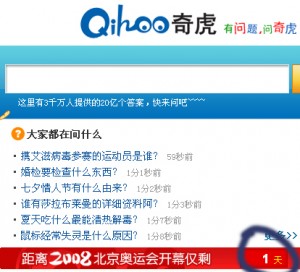 Qihoo奇虎 有问题,问奇虎
这里有3千万人提供的20亿个答案，快来问吧~~~~
大家都在问什么
• 携艾滋病毒参赛的运动员是谁？ 59秒前
• 婚检要检查什么东西？ 1分1秒前
• 七夕情人节有什么由来？ 1分2秒前
• 谁有莎拉布莱曼的详细资料阿？ 1分3秒前
• 夏天吃什么最能清热解毒？ 1分7秒前
• 鼠标经常失灵是什么原因？ 1分8秒前 更多>>
距离2008北京奥运会开幕仅剩 1 天